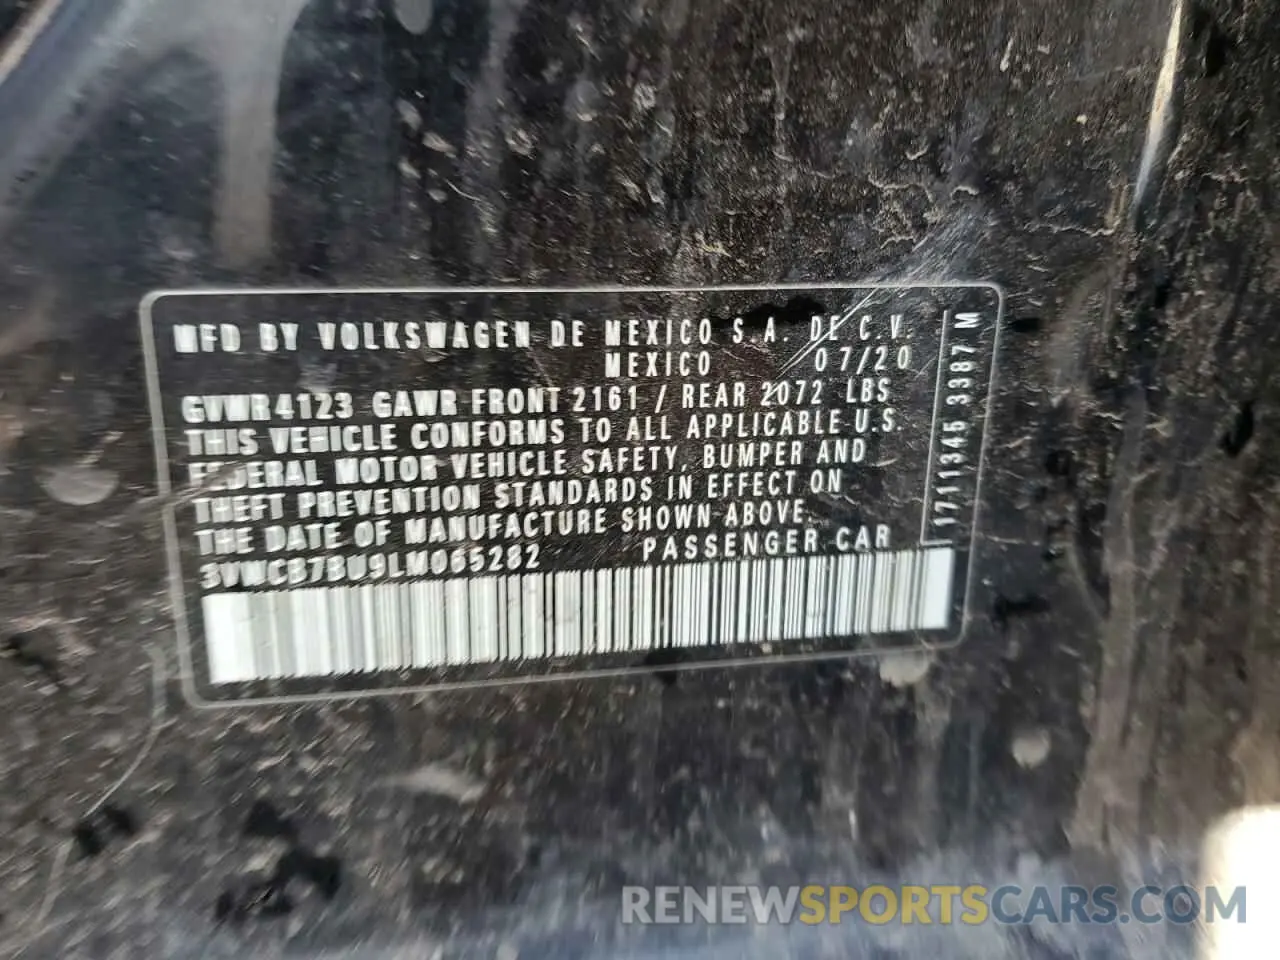 MFD BY VOLKSWAGEN DE MEXICO S.A. DE C.V.
MEXICO 07/20
GVWR 4123 GAWR FRONT 2161 / REAR 2072 LBS
THIS VEHICLE CONFORMS TO ALL APPLICABLE U.S.
FEDERAL MOTOR VEHICLE SAFETY, BUMPER AND
THEFT PREVENTION STANDARDS IN EFFECT ON
THE DATE OF MANUFACTURE SHOWN ABOVE.
3VWCB7BU9LM065282 PASSENGER CAR
1711345 3387 M
RENEWSPORTSCARS.COM